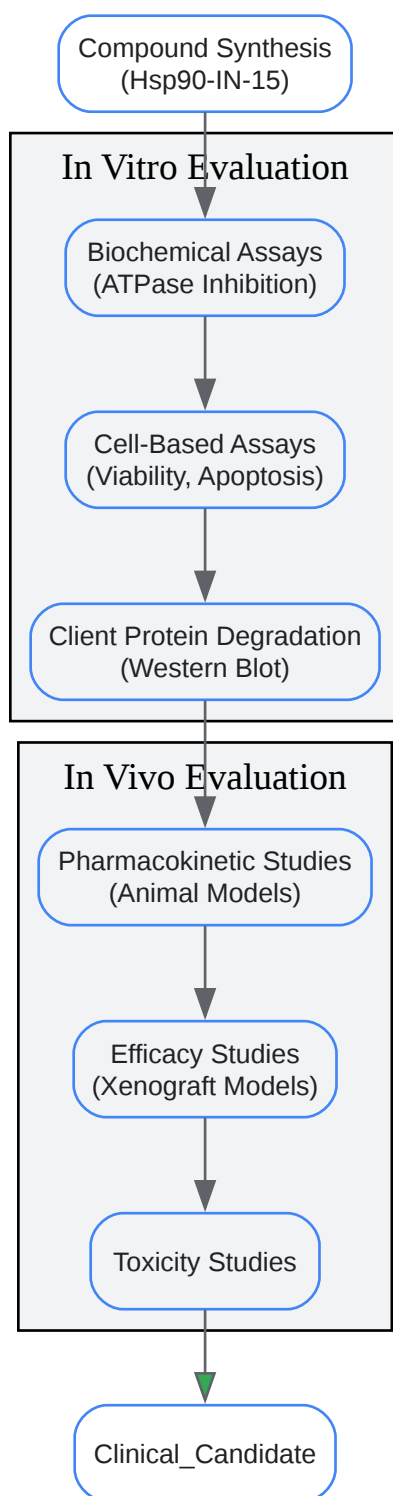 Compound Synthesis
(Hsp90-IN-15)
In Vitro Evaluation
Biochemical Assays
(ATPase Inhibition)
Cell-Based Assays
(Viability, Apoptosis)
Client Protein Degradation
(Western Blot)
In Vivo Evaluation
Pharmacokinetic Studies
(Animal Models)
Efficacy Studies
(Xenograft Models)
Toxicity Studies
Clinical_Candidate